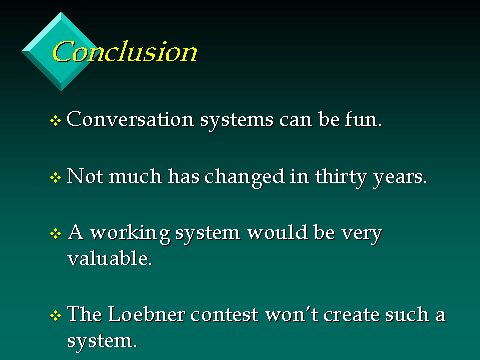 Conclusion
Conversation systems can be fun.
Not much has changed in thirty years.
A working system would be very
valuable.
The Loebner contest won't create such a
system.